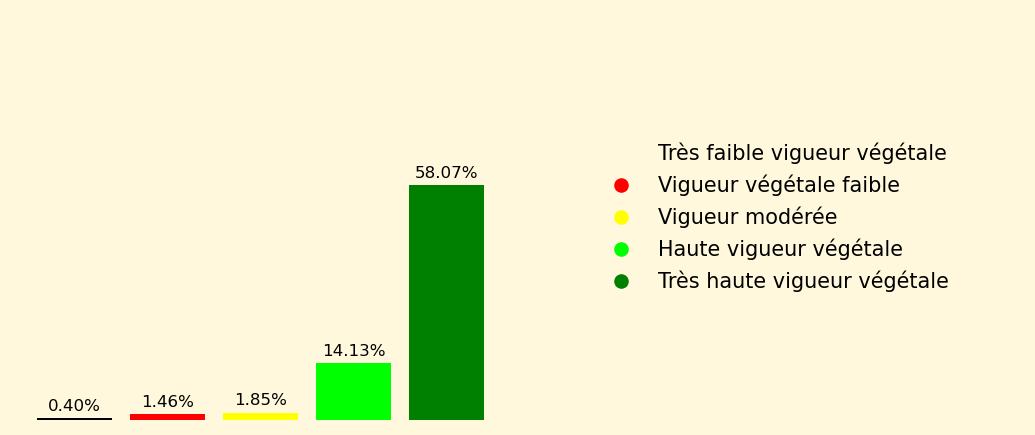 0.40%
1.46%
1.85%
14.13%
58.07%
Très faible vigueur végétale
Vigueur végétale faible
Vigueur modérée
Haute vigueur végétale
Très haute vigueur végétale